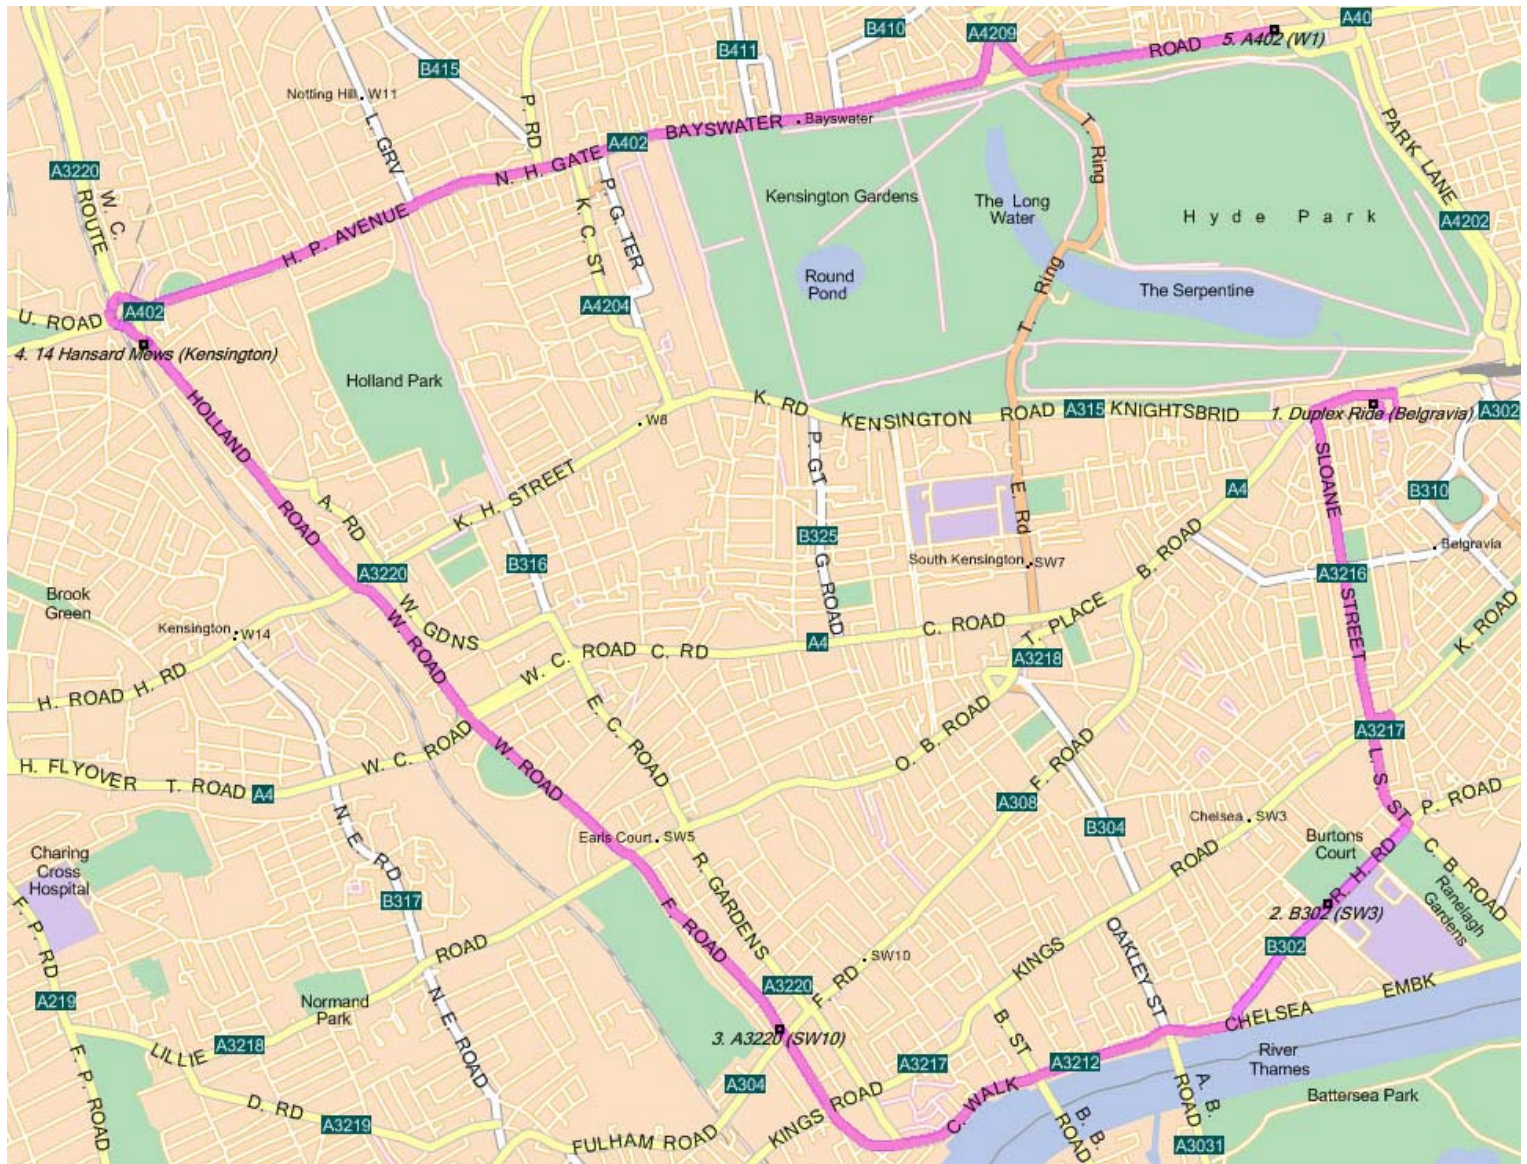 A4209
A40
B410
5. A402 (W1)
ROAD
B411
B415
Notting Hill
W11
P. RD
BAYSWATER
Bayswater
T. Ring
PARK LANE
L. GRV
A402
A3220
W. C.
ROUTE
N. H. GATE
P. G. TER
Kensington Gardens
The Long
Water
Hyde Park
A4202
H. P. AVENUE
K. C. ST
T. Ring
Round
Pond
The Serpentine
A4204
A402
U. ROAD
4. 14 Hansard Mews (Kensington)
Holland Park
HOLLAND
ROAD
K. RD
KENSINGTON ROAD
A315
KNIGHTSBRID
1. Duplex Ride (Belgravia)
A302
W8
P. GT
SLOANE
STREET
K. H. STREET
A. RD
E. Rd
A4
B310
B325
G. ROAD
South Kensington
SW7
B. ROAD
Belgravia
B316
A3220
A3216
Brook
Green
W. GDNS
W. ROAD
Kensington
W14
T. PLACE
C. ROAD
K. ROAD
A4
W. C. ROAD
C. RD
A3218
H. ROAD
H. RD
E. C. ROAD
O. B. ROAD
A3217
W. C. ROAD
W. ROAD
F. ROAD
L. S. ST
H. FLYOVER
T. ROAD
A4
A308
P. ROAD
N. E. RD
Chelsea
SW3
B304
Earls Court
SW5
Burtons
Court
C. B. ROAD
Charing
Cross
Hospital
R. GARDENS
ROAD
R. H. RD
Ranelagh
Gardens
B317
F. ROAD
2. B302 (SW3)
F. P. RD
ROAD
OAKLEY ST
KINGS
B302
SW10
F. RD
A3220
A219
Normand
Park
N. E. ROAD
EMBK
CHELSEA
B. ST
3. A3220 (SW10)
LILLIE
A3218
A3217
A3212
River
Thames
F. P. ROAD
A304
C. WALK
A. B.
ROAD
Battersea Park
D. RD
A3219
KINGS ROAD
B. B.
ROAD
FULHAM ROAD
A3031